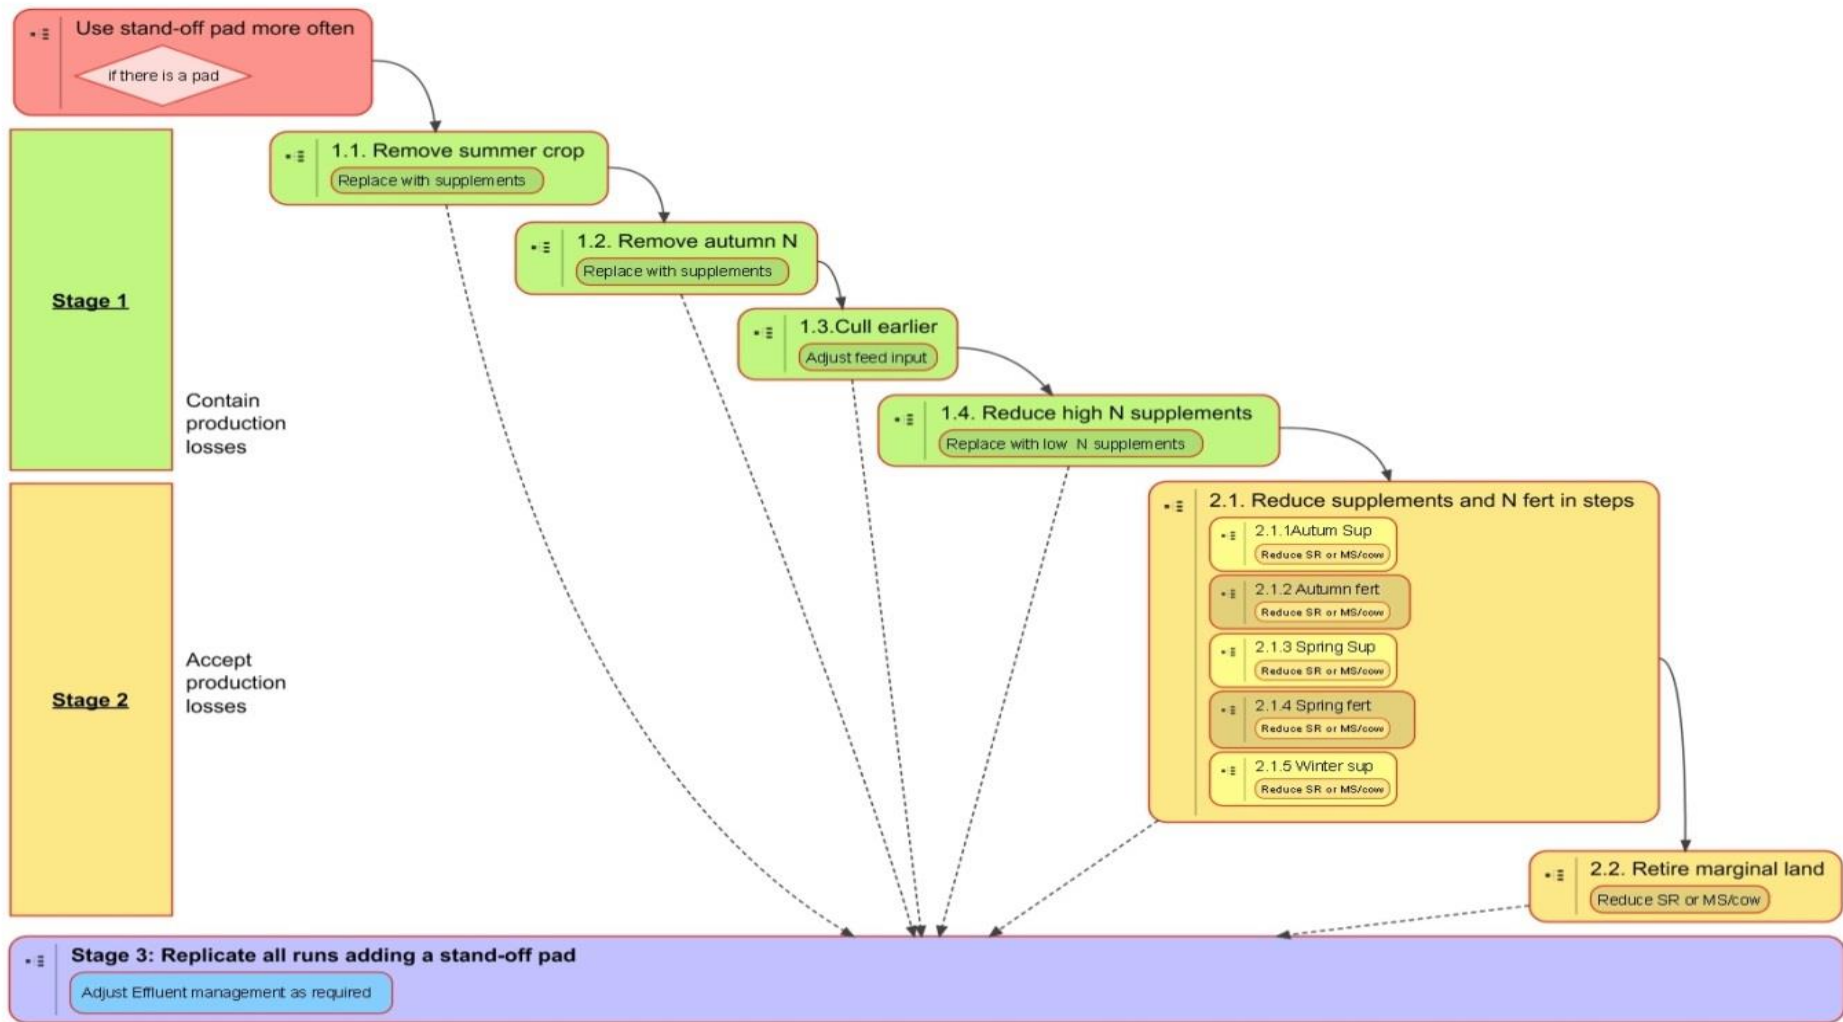 Use stand-off pad more often
if there is a pad
1.1. Remove summer crop
Replace with supplements
1.2. Remove autumn N
Replace with supplements
Stage 1
1.3.Cull earlier
Adjust feed input
Contain
production
losses
1.4. Reduce high N supplements
Replace with low N supplements
2.1. Reduce supplements and N fert in steps
2.1.1Autum Sup
Reduce SR or MS/cow
2.1.2 Autumn fert
Reduce SR or MS/cow
2.1.3 Spring Sup
Reduce SR or MS/cow
2.1.4 Spring fert
Reduce SR or MS/cow
2.1.5 Winter sup
Reduce SR or MS/cow
Accept
production
losses
Stage 2
2.2. Retire marginal land
Reduce SR or MS/cow
Stage 3: Replicate all runs adding a stand-off pad
Adjust Effluent management as required